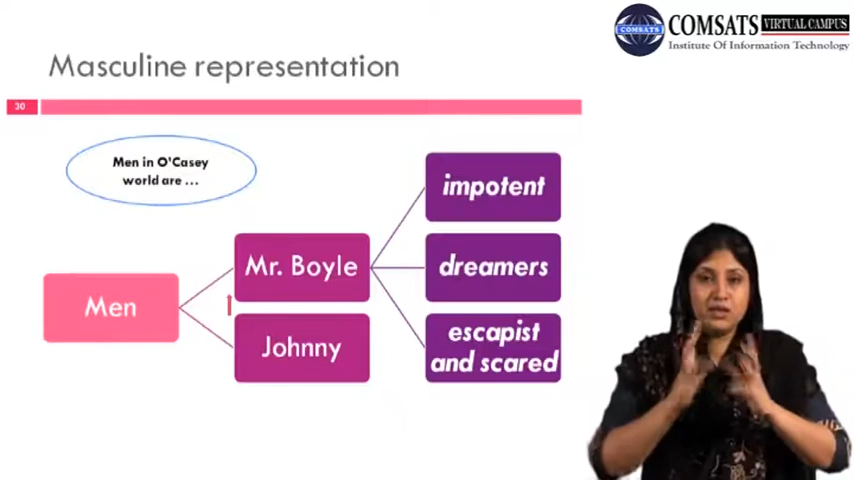 COMSATS VIRTUAL CAMPUS
Institute Of Information Technology
COMSATS
Masculine representation
30
Men in O'Casey
world are ...
impotent
Mr. Boyle
dreamers
Men
Johnny
escapist
and scared